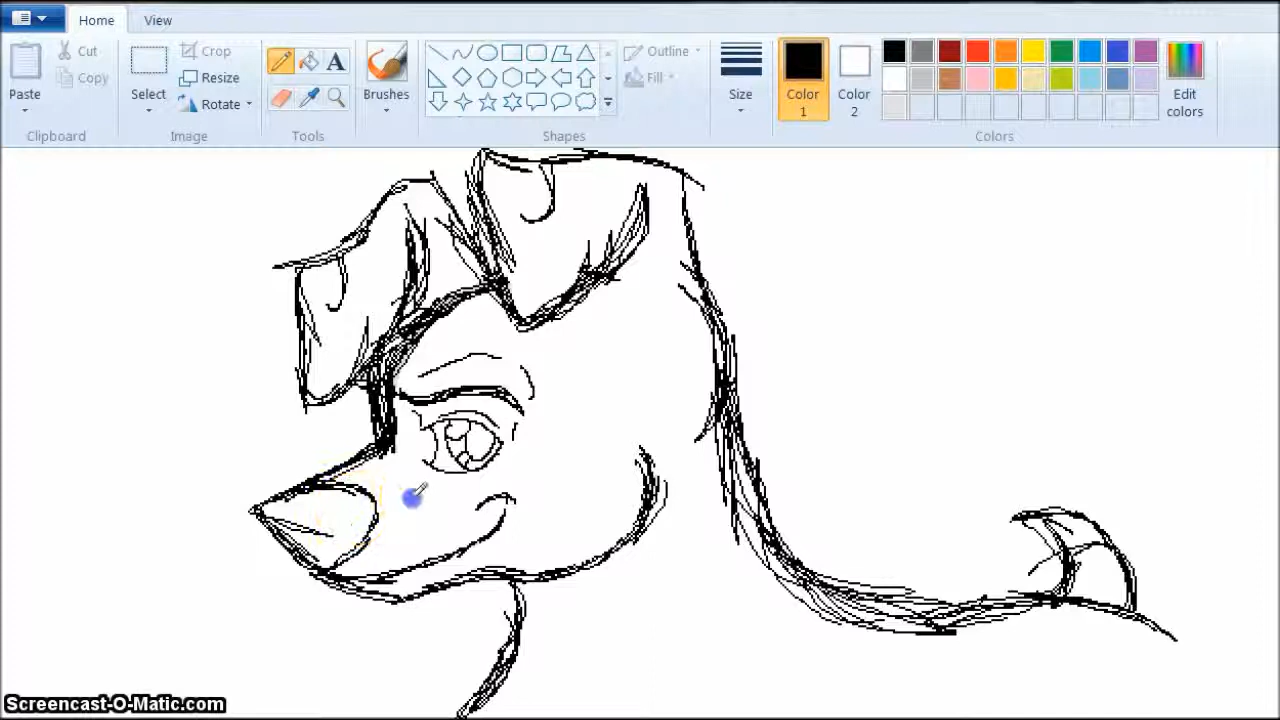 Home View
Paste
Cut
Copy
Clipboard
Select
Crop
Resize
Rotate
Image
A
Tools
Brushes
Outline
Fill
Shapes
Size
Color
1
Color
2
Edit
colors
Colors
Screencast-O-Matic.com